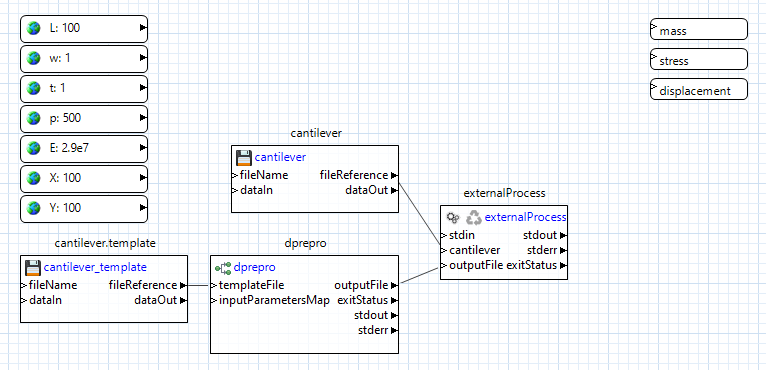 L: 100
w: 1
t: 1
p: 500
E: 2.9e7
X: 100
Y: 100
mass
stress
displacement
cantilever
cantilever
fileName fileReference
dataIn dataOut
externalProcess
externalProcess
stdin stdout
cantilever stderr
outputFile exitStatus
cantilever.template
cantilever_template
fileName fileReference
dataIn dataOut
dprepro
dprepro
templateFile outputFile
inputParametersMap exitStatus
stdout
stderr